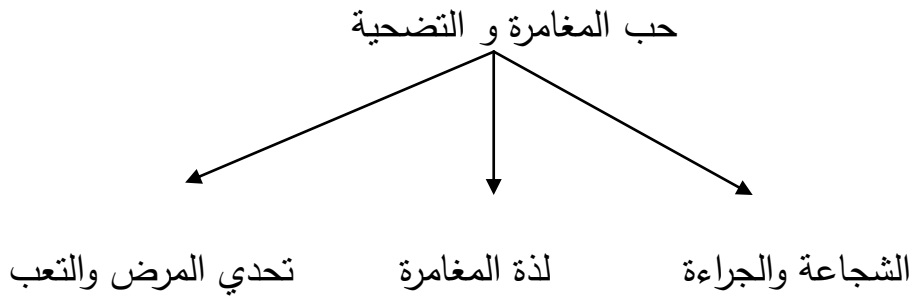 حب المغامرة و التضحية
الشجاعة والجراءة لذة المغامرة تحدي المرض والتعب